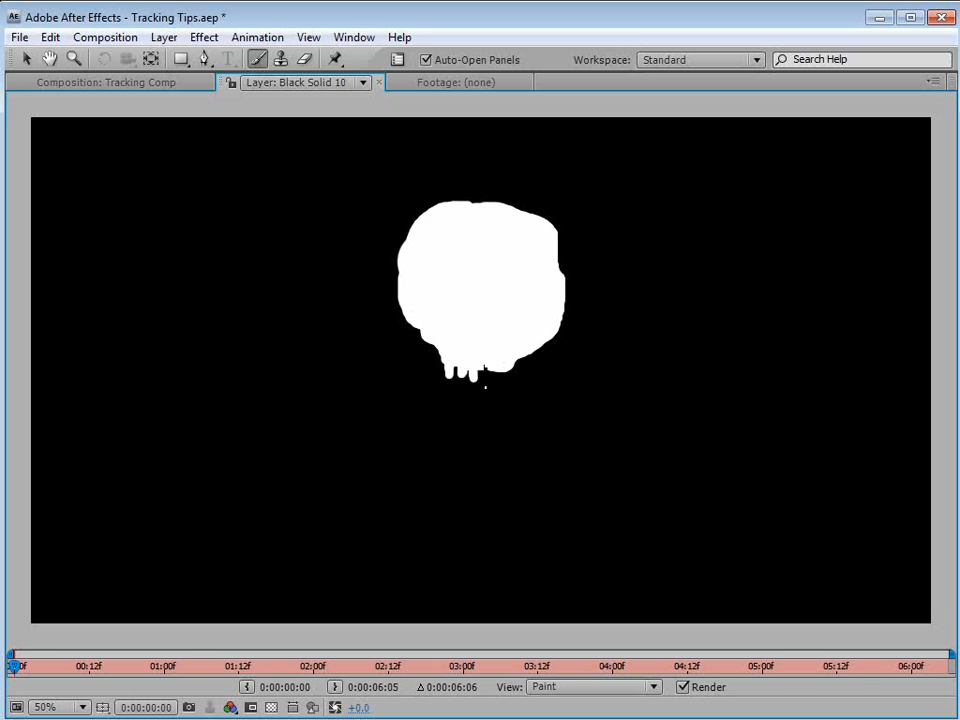 AE Adobe After Effects - Tracking Tips.aep *
File Edit Composition Layer Effect Animation View Window Help
T Auto-Open Panels Workspace: Standard Search Help
Composition: Tracking Comp Layer: Black Solid 10 × Footage: (none)
00:12f 01:00f 01:12f 02:00f 02:12f 03:00f 03:12f 04:00f 04:12f 05:00f 05:12f 06:00f
0:00:00:00 0:00:06:05 Δ 0:00:06:06 View: Paint Render
50% 0:00:00:00 +0.0